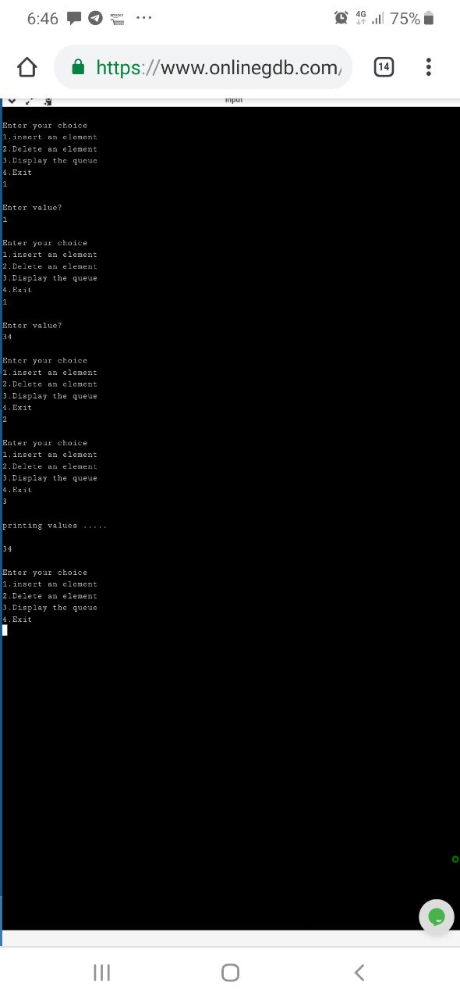 6:46 4G 75%
https://www.onlinegdb.com/ 14
input
Enter your choice
1.insert an element
2.Delete an element
3.Display the queue
4.Exit
1
Enter value?
1
Enter your choice
1.insert an element
2.Delete an element
3.Display the queue
4.Exit
1
Enter value?
34
Enter your choice
1.insert an element
2.Delete an element
3.Display the queue
4.Exit
2
Enter your choice
1.insert an element
2.Delete an element
3.Display the queue
4.Exit
3
printing values .....
34
Enter your choice
1.insert an element
2.Delete an element
3.Display the queue
4.Exit